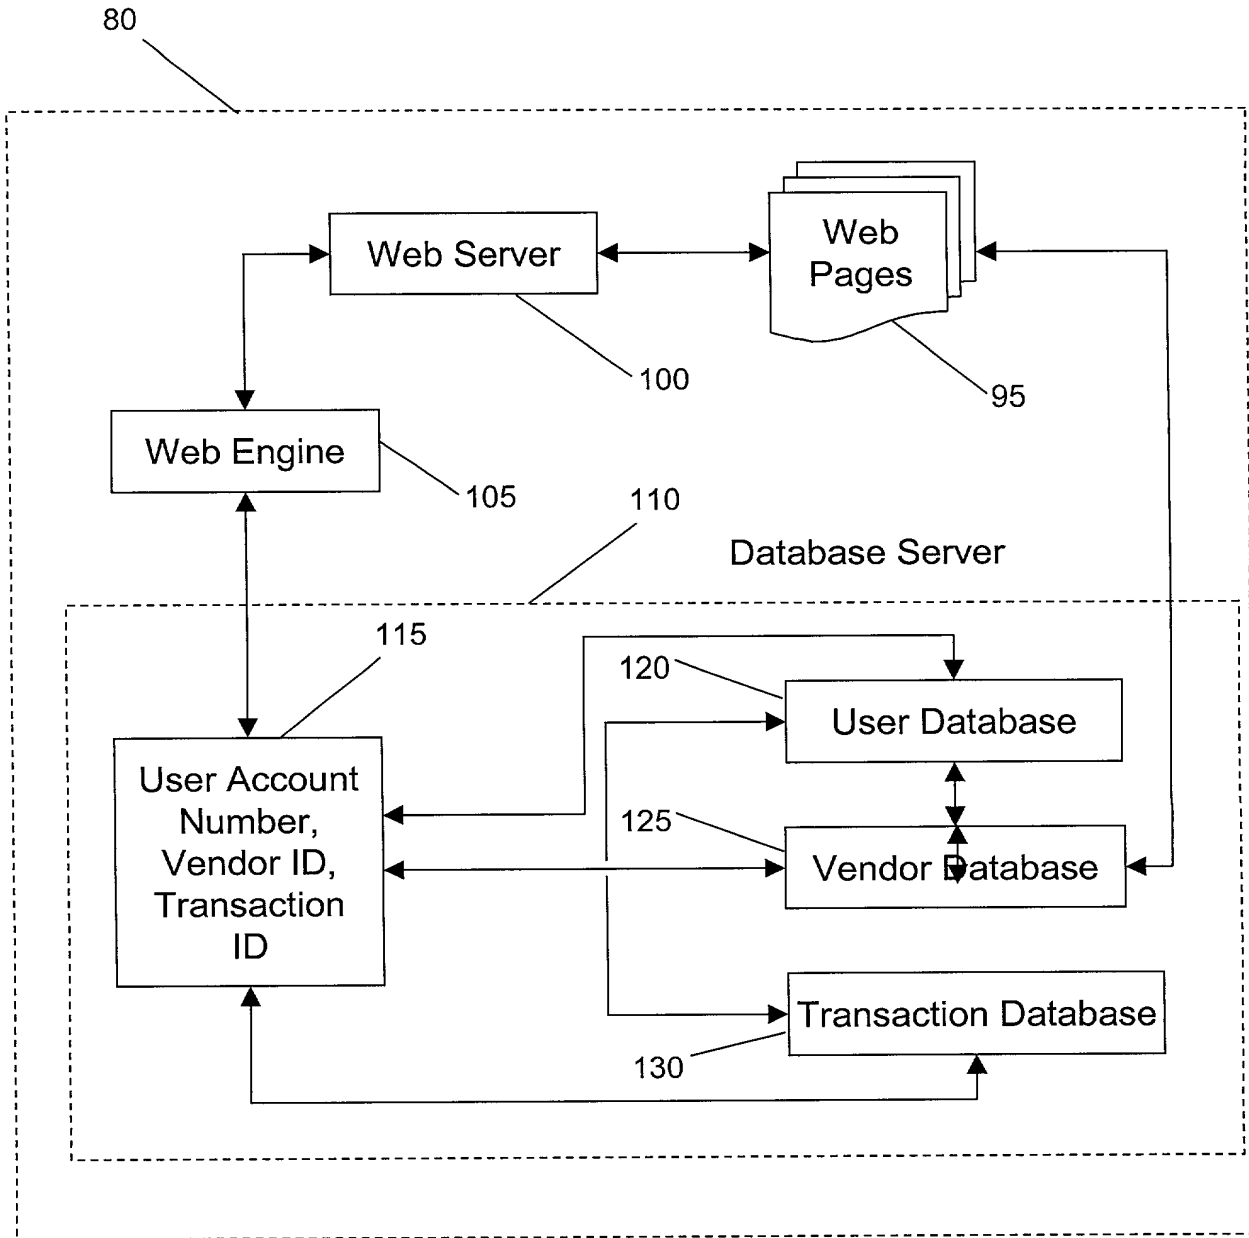 80
Web Server
Web
Pages
100
95
Web Engine
105
110
Database Server
115
120
User Database
User Account
Number,
Vendor ID,
Transaction
ID
125
Vendor Database
Transaction Database
130